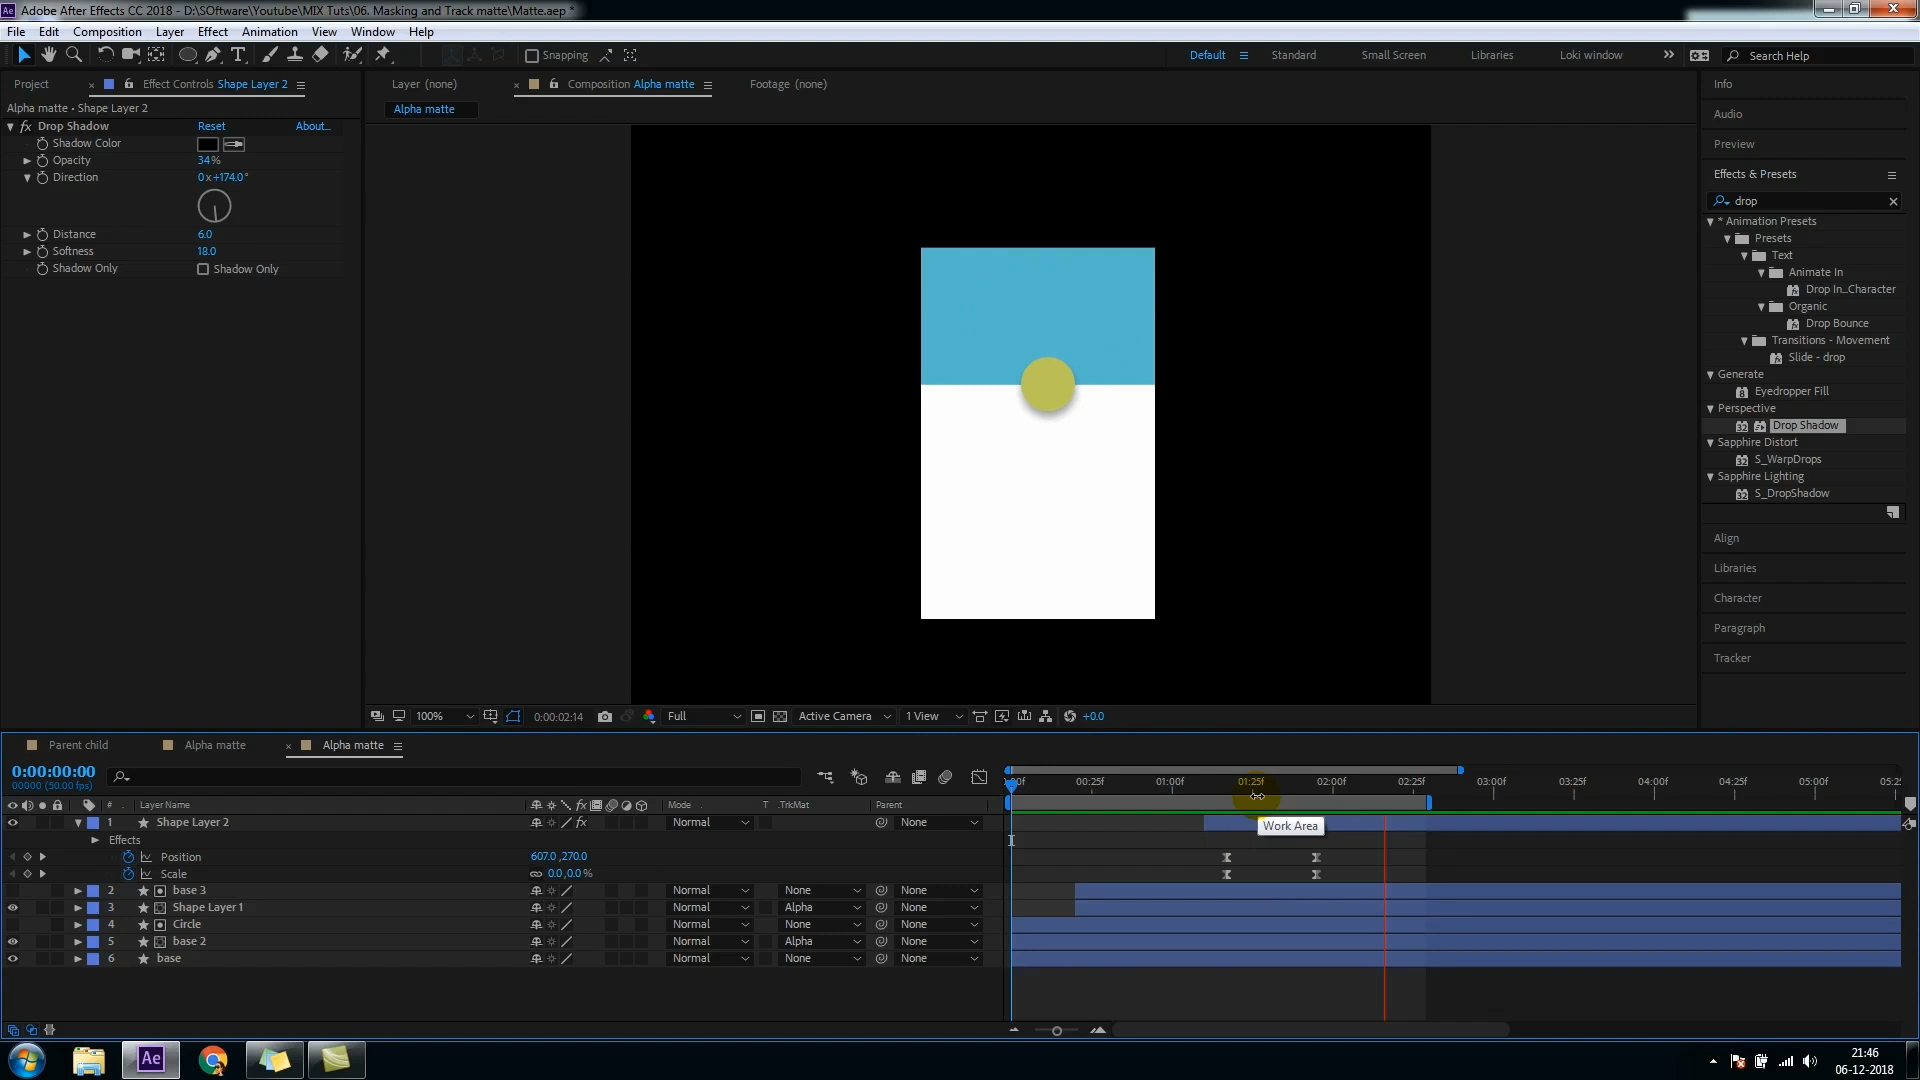 Adobe After Effects CC 2018 - D:\SOftware\Youtube\MIX Tuts\06. Masking and Track matte\Matte.aep *
File Edit Composition Layer Effect Animation View Window Help
Snapping Default Standard Small Screen Libraries Loki window Search Help
Project Effect Controls Shape Layer 2
Layer (none) Composition Alpha matte Footage (none)
Info
Alpha matte • Shape Layer 2
Alpha matte
Audio
fx Drop Shadow Reset About...
Shadow Color
Preview
Opacity 34%
Direction 0x+174.0°
Effects & Presets
drop
Distance 6.0
Softness 18.0
Shadow Only Shadow Only
* Animation Presets
Presets
Text
Animate In
Drop In_Character
Organic
Drop Bounce
Transitions - Movement
Slide - drop
Generate
Eyedropper Fill
Perspective
Drop Shadow
Sapphire Distort
S_WarpDrops
Sapphire Lighting
S_DropShadow
Align
Libraries
Character
Paragraph
Tracker
100% 0:00:02:14 Full Active Camera 1 View +0.0
Parent child Alpha matte Alpha matte
0:00:00:00
00000 (50.00 fps)
:00f 00:25f 01:00f 01:25f 02:00f 02:25f 03:00f 03:25f 04:00f 04:25f 05:00f 05:2
# Layer Name Mode T .TrkMat Parent
1 Shape Layer 2 fx Normal None
Work Area
Effects
Position 607.0,270.0
Scale 0.0,0.0%
2 base 3 Normal None None
3 Shape Layer 1 Normal Alpha None
4 Circle Normal None None
5 base 2 Normal Alpha None
6 base Normal None None
Ae
21:46
06-12-2018